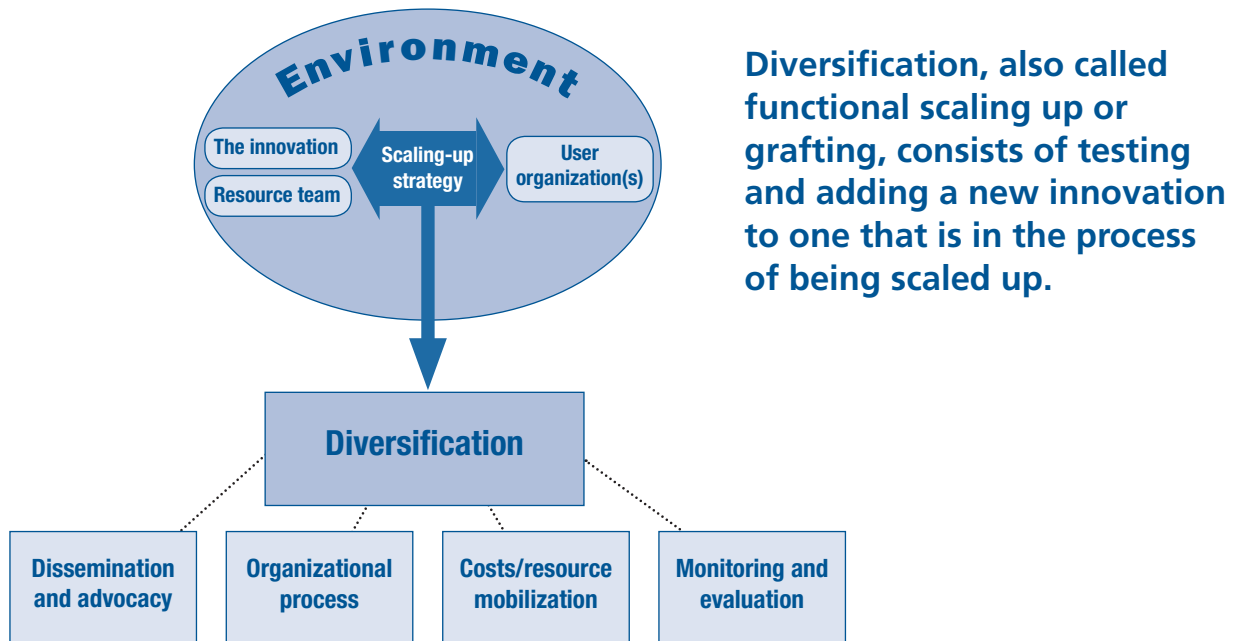 Environment
The innovation
Resource team
Scaling-up
strategy
User
organization(s)
Diversification, also called
functional scaling up or
grafting, consists of testing
and adding a new innovation
to one that is in the process
of being scaled up.
Diversification
Dissemination
and advocacy
Organizational
process
Costs/resource
mobilization
Monitoring and
evaluation